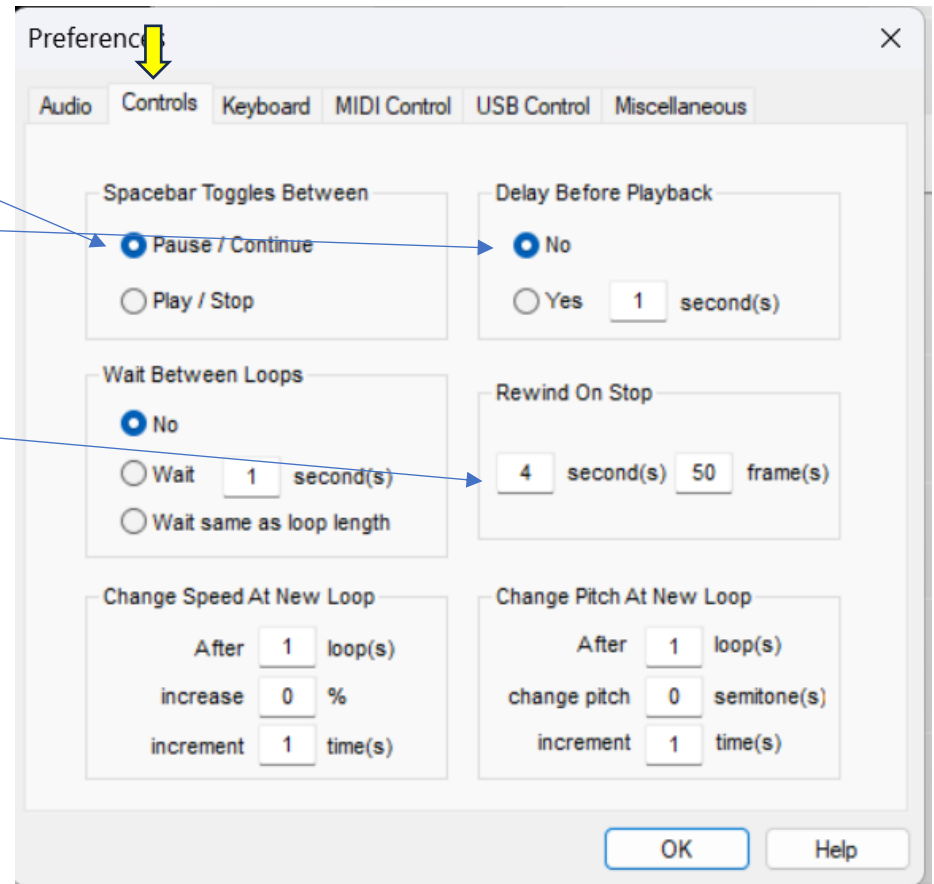 Preferences
Audio Controls Keyboard MIDI Control USB Control Miscellaneous
Spacebar Toggles Between
Pause / Continue
Play / Stop
Delay Before Playback
No
Yes 1 second(s)
Wait Between Loops
No
Wait 1 second(s)
Wait same as loop length
Rewind On Stop
4 second(s) 50 frame(s)
Change Speed At New Loop
After 1 loop(s)
increase 0 %
increment 1 time(s)
Change Pitch At New Loop
After 1 loop(s)
change pitch 0 semitone(s)
increment 1 time(s)
OK Help